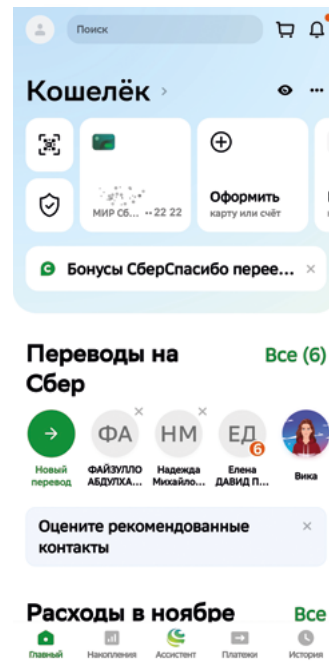 Поиск
Кошелёк
МИР Сб... ·· 22 22
Оформить
карту или счёт
Бонусы СберСпасибо перее...
Переводы на
Сбер
Все (6)
ФА
НМ
ЕД
6
Новый
перевод
ФАЙЗУЛЛО
АБДУЛХА...
Надежда
Михайло...
Елена
ДАВИД П...
Вика
Оцените рекомендованные
контакты
Расходы в ноябре
Все
Главный
Накопления
Ассистент
Платежи
История